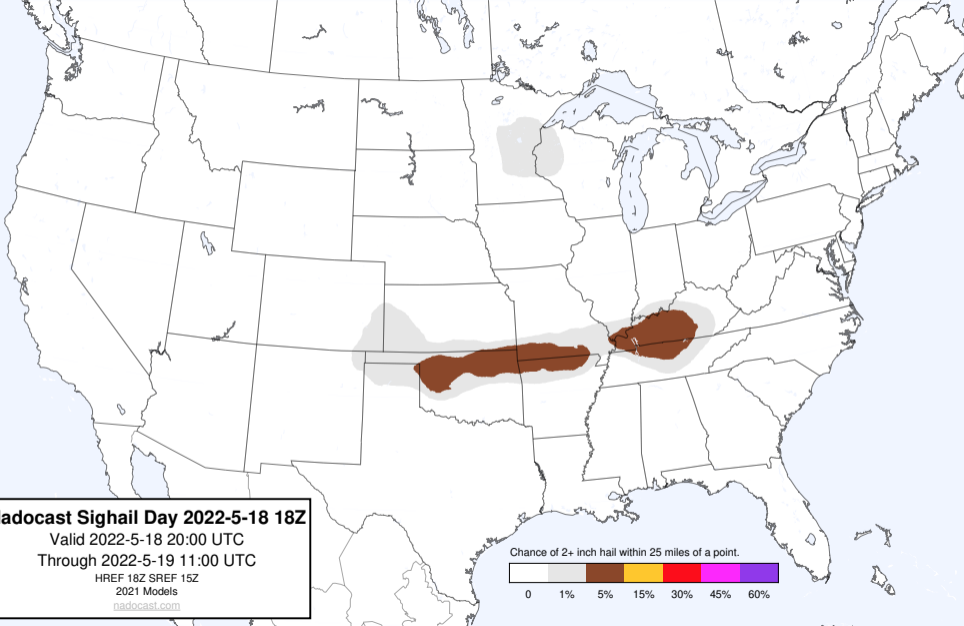 adocast Sighail Day 2022-5-18 18Z
Valid 2022-5-18 20:00 UTC
Through 2022-5-19 11:00 UTC
HREF 18Z SREF 15Z
2021 Models
nadocast.com
Chance of 2+ inch hail within 25 miles of a point.
0 1% 5% 15% 30% 45% 60%